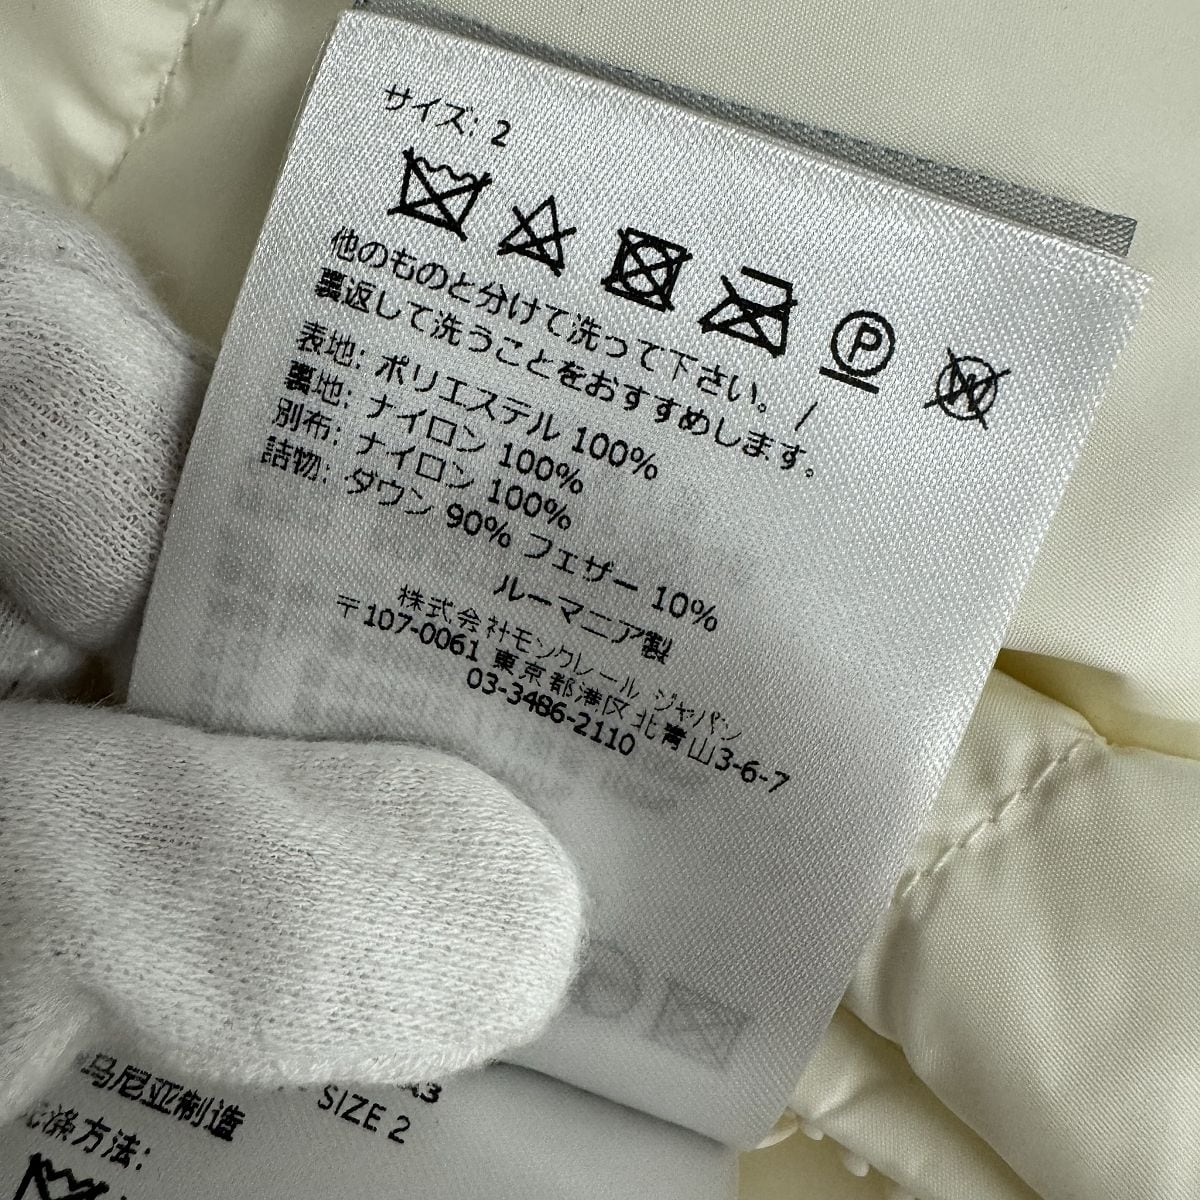 サイズ: 2
P
W
他のものと分けて洗って下さい。 /
裏返して洗うことをおすすめします。
表地: ポリエステル 100%
裏地: ナイロン 100%
別布: ナイロン 100%
詰物: ダウン 90% フェザー 10%
ルーマニア製
株式会社モンクレール ジャパン
〒107-0061 東京都港区北青山3-6-7
03-3486-2110
SIZE 2
马尼亚制造
洗涤方法: